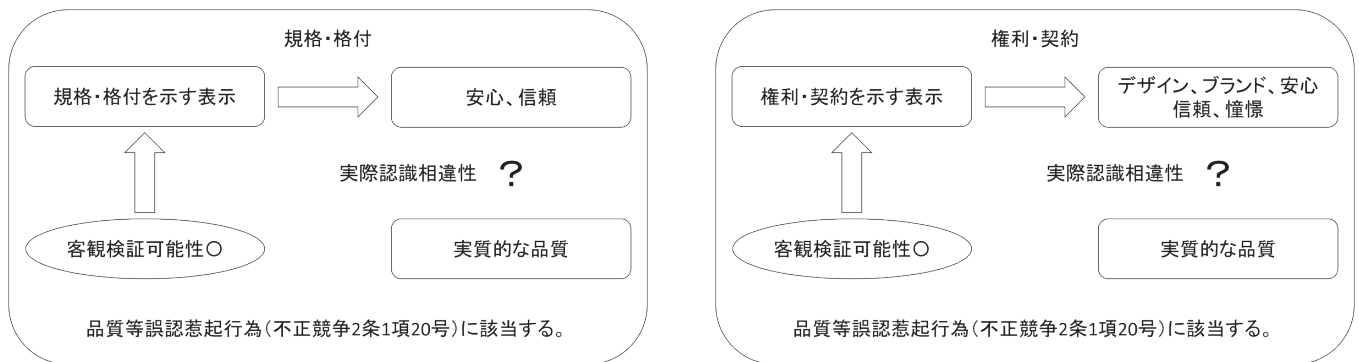 規格・格付
規格・格付を示す表示
安心、信頼
実際認識相違性 ?
客観検証可能性○
実質的な品質
品質等誤認惹起行為(不正競争2条1項20号)に該当する。
権利・契約
権利・契約を示す表示
デザイン、ブランド、安心
信頼、憧憬
実際認識相違性 ?
客観検証可能性○
実質的な品質
品質等誤認惹起行為(不正競争2条1項20号)に該当する。